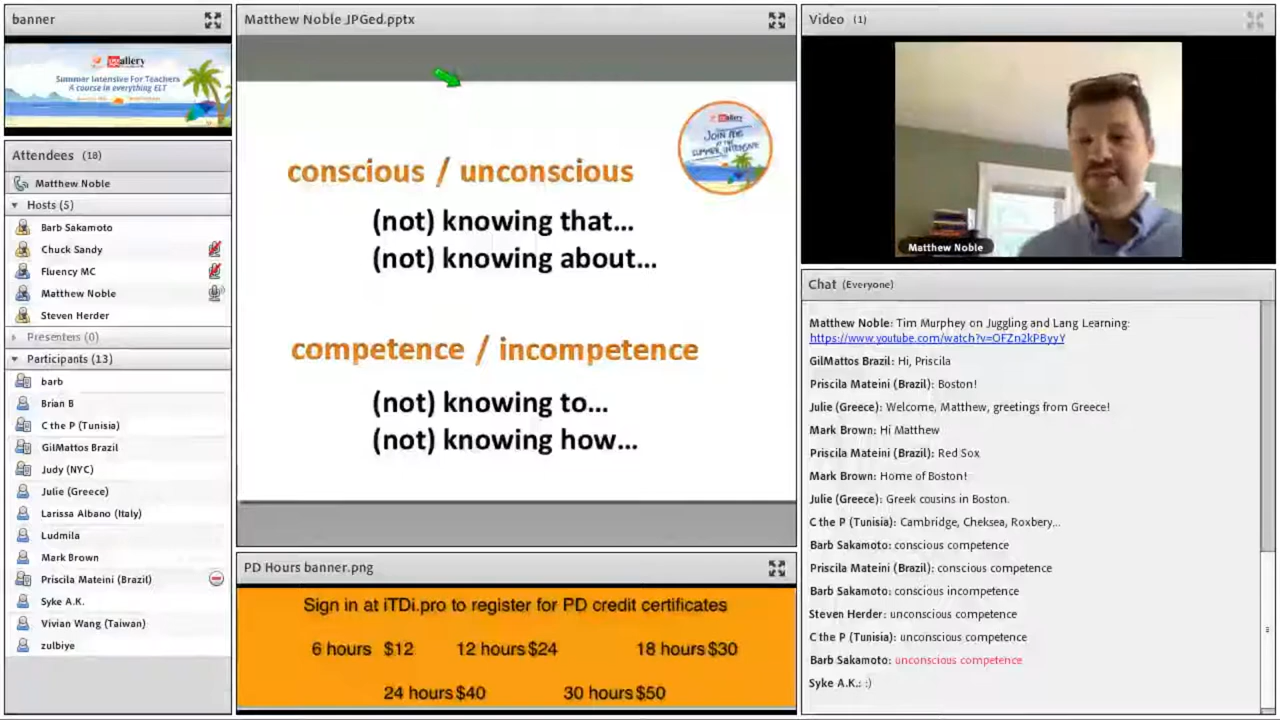 banner
Summer Intensive For Teachers
A course in everything ELT
Attendees (18)
Matthew Noble
Hosts (5)
Barb Sakamoto
Chuck Sandy
Fluency MC
Matthew Noble
Steven Herder
Presenters (0)
Participants (13)
barb
Brian B
C the P (Tunisia)
GilMattos Brazil
Judy (NYC)
Julie (Greece)
Larissa Albano (Italy)
Ludmila
Mark Brown
Priscila Mateini (Brazil)
Syke A.K.
Vivian Wang (Taiwan)
zulbiye
Matthew Noble JPGed.pptx
JOIN ME
AT THE
SUMMER INTENSIVE
conscious / unconscious
(not) knowing that...
(not) knowing about...
competence / incompetence
(not) knowing to...
(not) knowing how...
PD Hours banner.png
Sign in at iTDi.pro to register for PD credit certificates
6 hours $12 12 hours $24 18 hours $30
24 hours $40 30 hours $50
Video (1)
Matthew Noble
Chat (Everyone)
Matthew Noble: Tim Murphey on Juggling and Lang Learning:
https://www.youtube.com/watch?v=OFZn2kPByyY
GilMattos Brazil: Hi, Priscila
Priscila Mateini (Brazil): Boston!
Julie (Greece): Welcome, Matthew, greetings from Greece!
Mark Brown: Hi Matthew
Priscila Mateini (Brazil): Red Sox
Mark Brown: Home of Boston!
Julie (Greece): Greek cousins in Boston.
C the P (Tunisia): Cambridge, Cheksea, Roxbery...
Barb Sakamoto: conscious competence
Priscila Mateini (Brazil): conscious competence
Barb Sakamoto: conscious incompetence
Steven Herder: unconscious competence
C the P (Tunisia): unconscious competence
Barb Sakamoto: unconscious competence
Syke A.K.: :)